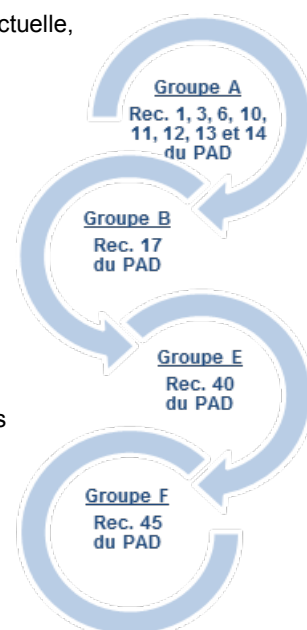 ctuelle,
Groupe A
Rec. 1, 3, 6, 10,
11, 12, 13 et 14
du PAD
Groupe B
Rec. 17
du PAD
Groupe E
Rec. 40
du PAD
s
Groupe F
Rec. 45
du PAD